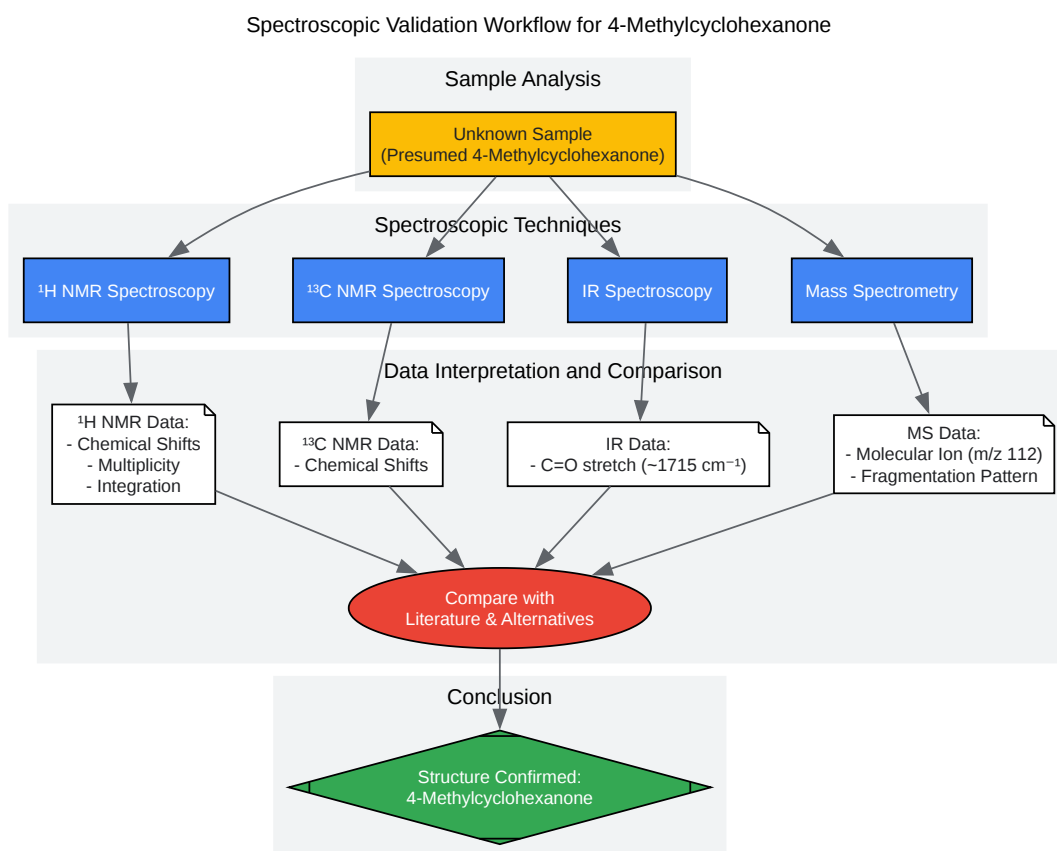 Spectroscopic Validation Workflow for 4-Methylcyclohexanone
Sample Analysis
Unknown Sample
(Presumed 4-Methylcyclohexanone)
Spectroscopic Techniques
¹H NMR Spectroscopy
¹³C NMR Spectroscopy
IR Spectroscopy
Mass Spectrometry
Data Interpretation and Comparison
¹H NMR Data:
- Chemical Shifts
- Multiplicity
- Integration
¹³C NMR Data:
- Chemical Shifts
IR Data:
- C=O stretch (~1715 cm⁻¹)
MS Data:
- Molecular Ion (m/z 112)
- Fragmentation Pattern
Compare with
Literature & Alternatives
Conclusion
Structure Confirmed:
4-Methylcyclohexanone